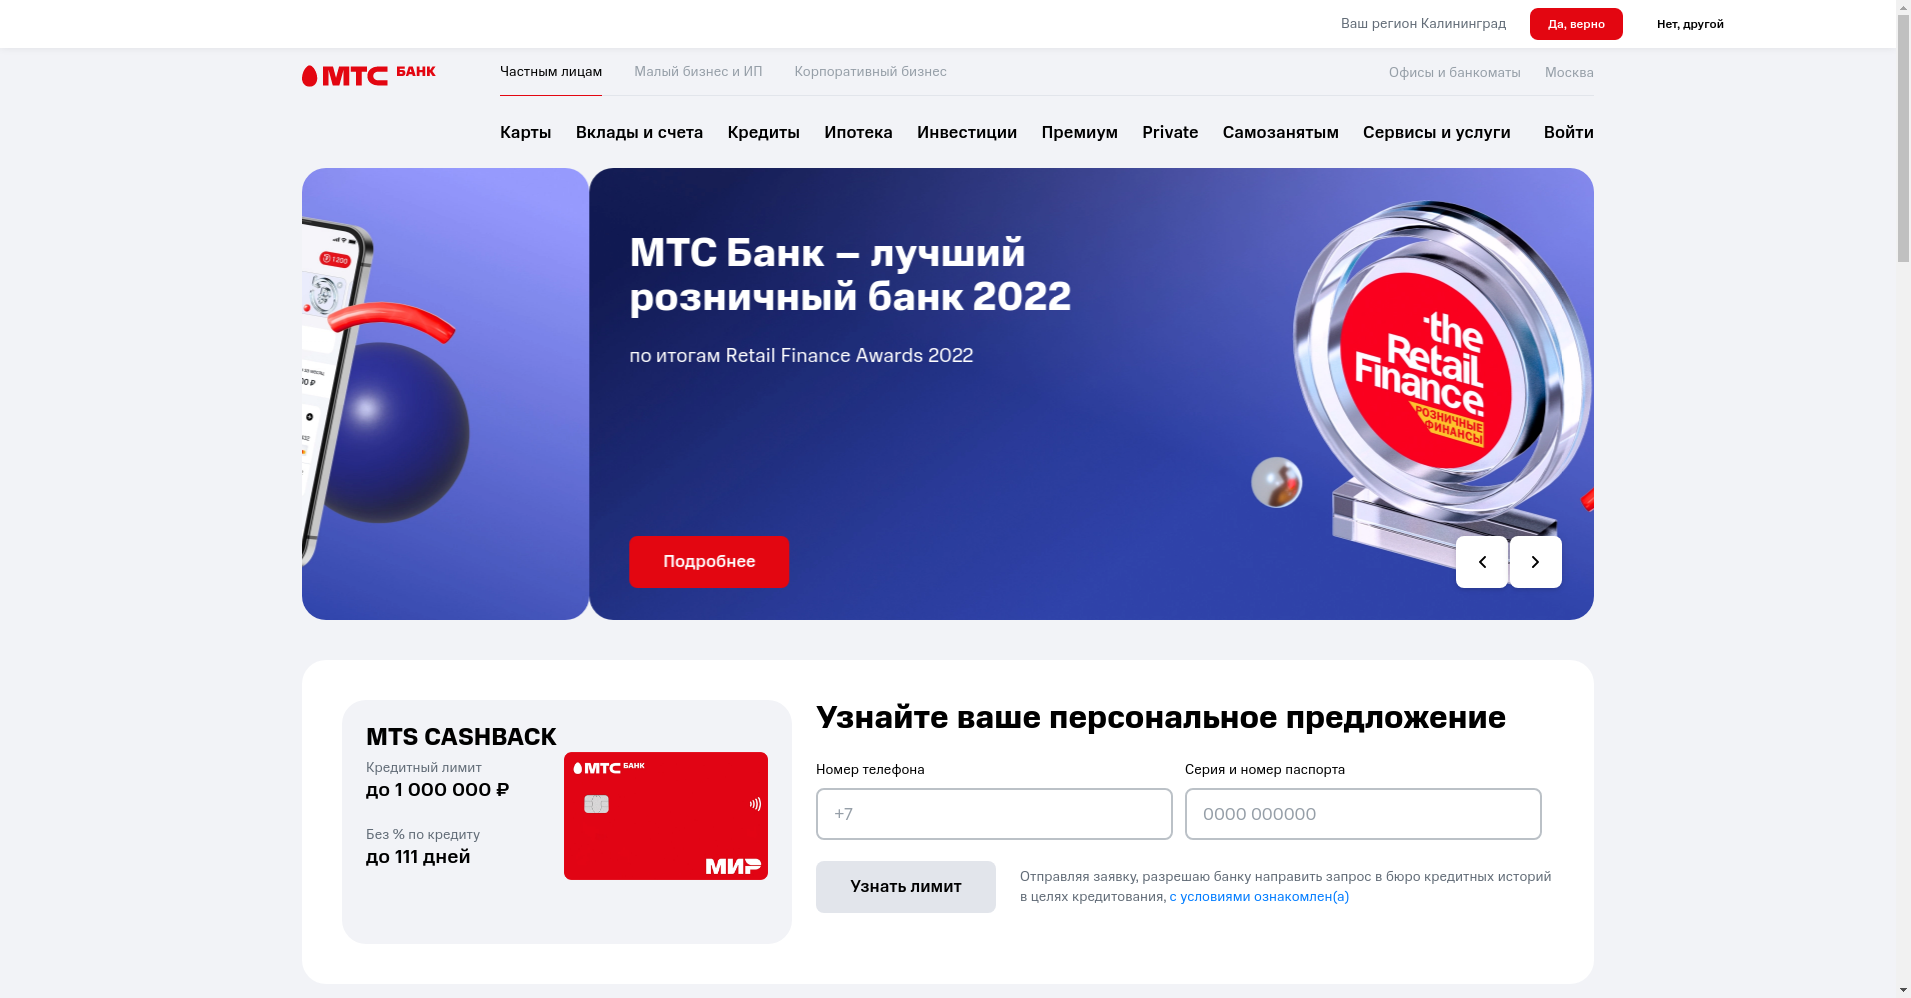 Ваш регион Калининград
Да, верно
Нет, другой
МТС БАНК
Частным лицам
Малый бизнес и ИП
Корпоративный бизнес
Офисы и банкоматы
Москва
Карты
Вклады и счета
Кредиты
Ипотека
Инвестиции
Премиум
Private
Самозанятым
Сервисы и услуги
Войти
1200
МТС Банк – лучший
розничный банк 2022
по итогам Retail Finance Awards 2022
Подробнее
the
Retail
Finance
РОЗНИЧНЫЕ
ФИНАНСЫ
MTS CASHBACK
Кредитный лимит
до 1 000 000 ₽
Без % по кредиту
до 111 дней
МТС БАНК
МИР
Узнайте ваше персональное предложение
Номер телефона
Серия и номер паспорта
+7
0000 000000
Узнать лимит
Отправляя заявку, разрешаю банку направить запрос в бюро кредитных историй
в целях кредитования, с условиями ознакомлен(а)